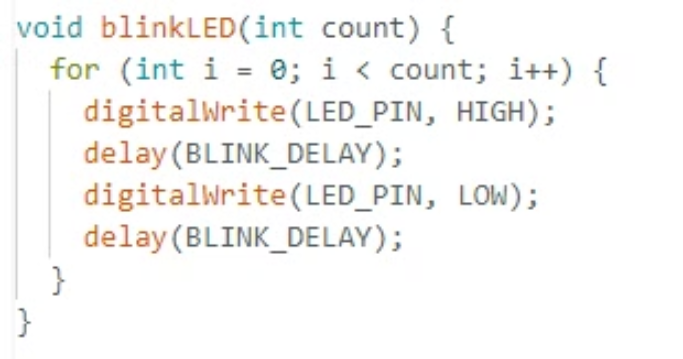 void blinkLED(int count) {
for (int i = 0; i < count; i++) {
digitalWrite(LED_PIN, HIGH);
delay(BLINK_DELAY);
digitalWrite(LED_PIN, LOW);
delay(BLINK_DELAY);
}
}